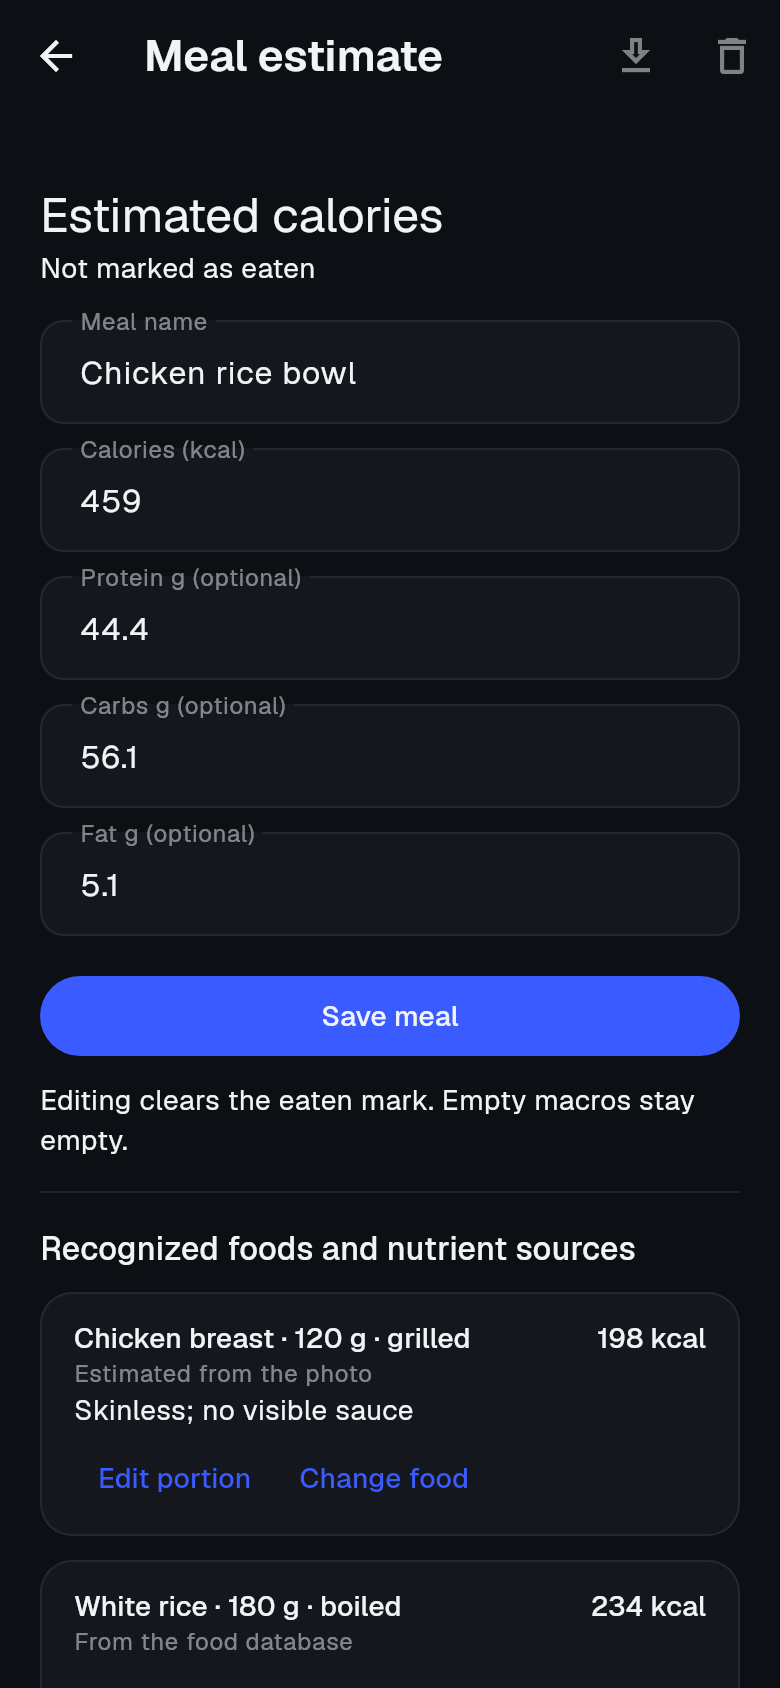 Meal estimate
Estimated calories
Not marked as eaten
Meal name
Chicken rice bowl
Calories (kcal)
459
Protein g (optional)
44.4
Carbs g (optional)
56.1
Fat g (optional)
5.1
Save meal
Editing clears the eaten mark. Empty macros stay
empty.
Recognized foods and nutrient sources
Chicken breast · 120 g · grilled 198 kcal
Estimated from the photo
Skinless; no visible sauce
Edit portion Change food
White rice · 180 g · boiled 234 kcal
From the food database